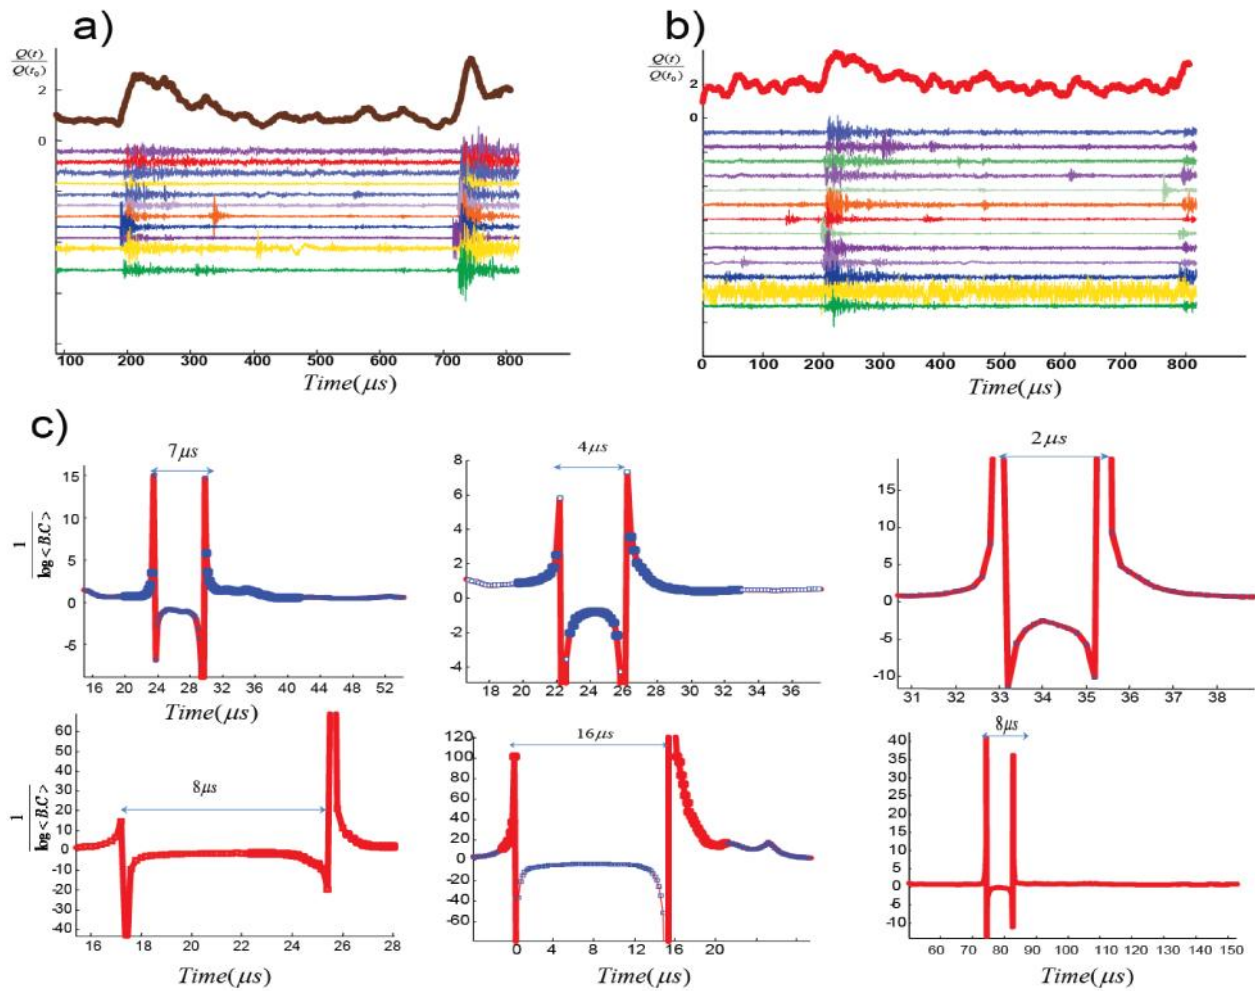 a)
b)
Q(t)
Q(t₀)
2
0
100 200 300 400 500 600 700 800
Time(μs)
Q(t)
Q(t₀)
2
0
0 100 200 300 400 500 600 700 800
Time(μs)
c)
7μs
15
10
5
0
-5
1
log<B.C>
16 24 28 36 40 44 48 54
Time(μs)
4μs
8
6
4
2
0
-2
-4
18 20 22 24 26 28 30 32 34 36
2μs
15
10
5
0
-5
-10
31 32 33 34 35 36 37 38
8μs
60
50
40
30
20
10
0
-10
-20
-30
-40
1
log<B.C>
16 18 20 22 24 26 28
Time(μs)
16μs
120
100
80
60
40
20
0
-20
-40
-60
0 4 8 12 16 20
Time(μs)
8μs
40
35
30
25
20
15
10
5
0
-5
-10
60 70 80 90 100 110 120 130 150
Time(μs)